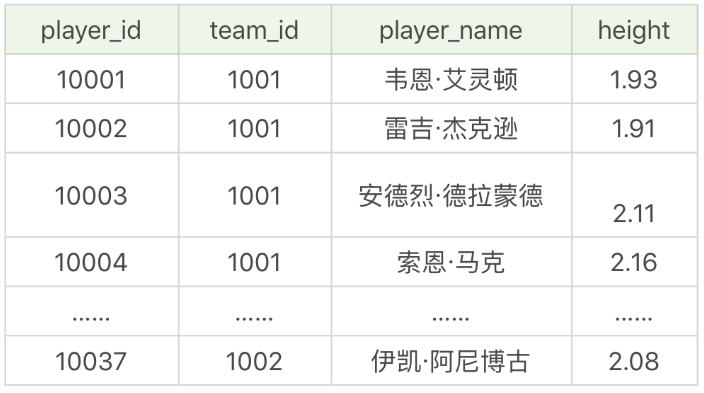 player_id team_id player_name height
10001 1001 韦恩·艾灵顿 1.93
10002 1001 雷吉·杰克逊 1.91
10003 1001 安德烈·德拉蒙德 2.11
10004 1001 索恩·马克 2.16
…… …… …… ……
10037 1002 伊凯·阿尼博古 2.08